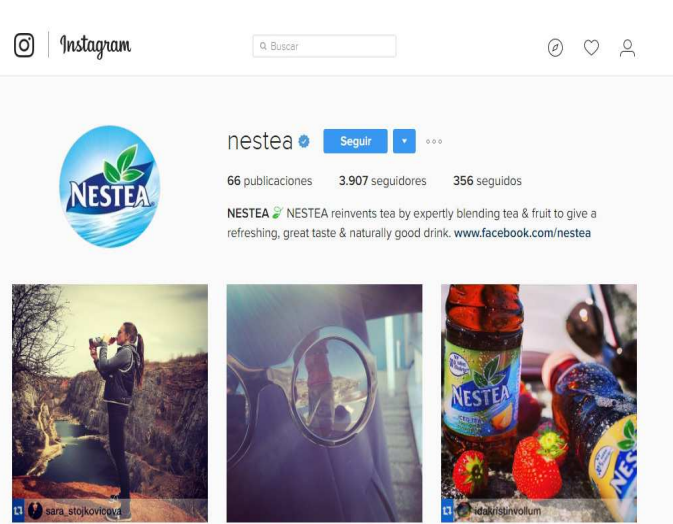 Instagram
Buscar
nestea Seguir
66 publicaciones 3.907 seguidores 356 seguidos
NESTEA NESTEA reinvents tea by expertly blending tea & fruit to give a
refreshing, great taste & naturally good drink. www.facebook.com/nestea
NESTEA
NESTEA
NES
sara_stojkovicova
idakristinvollum